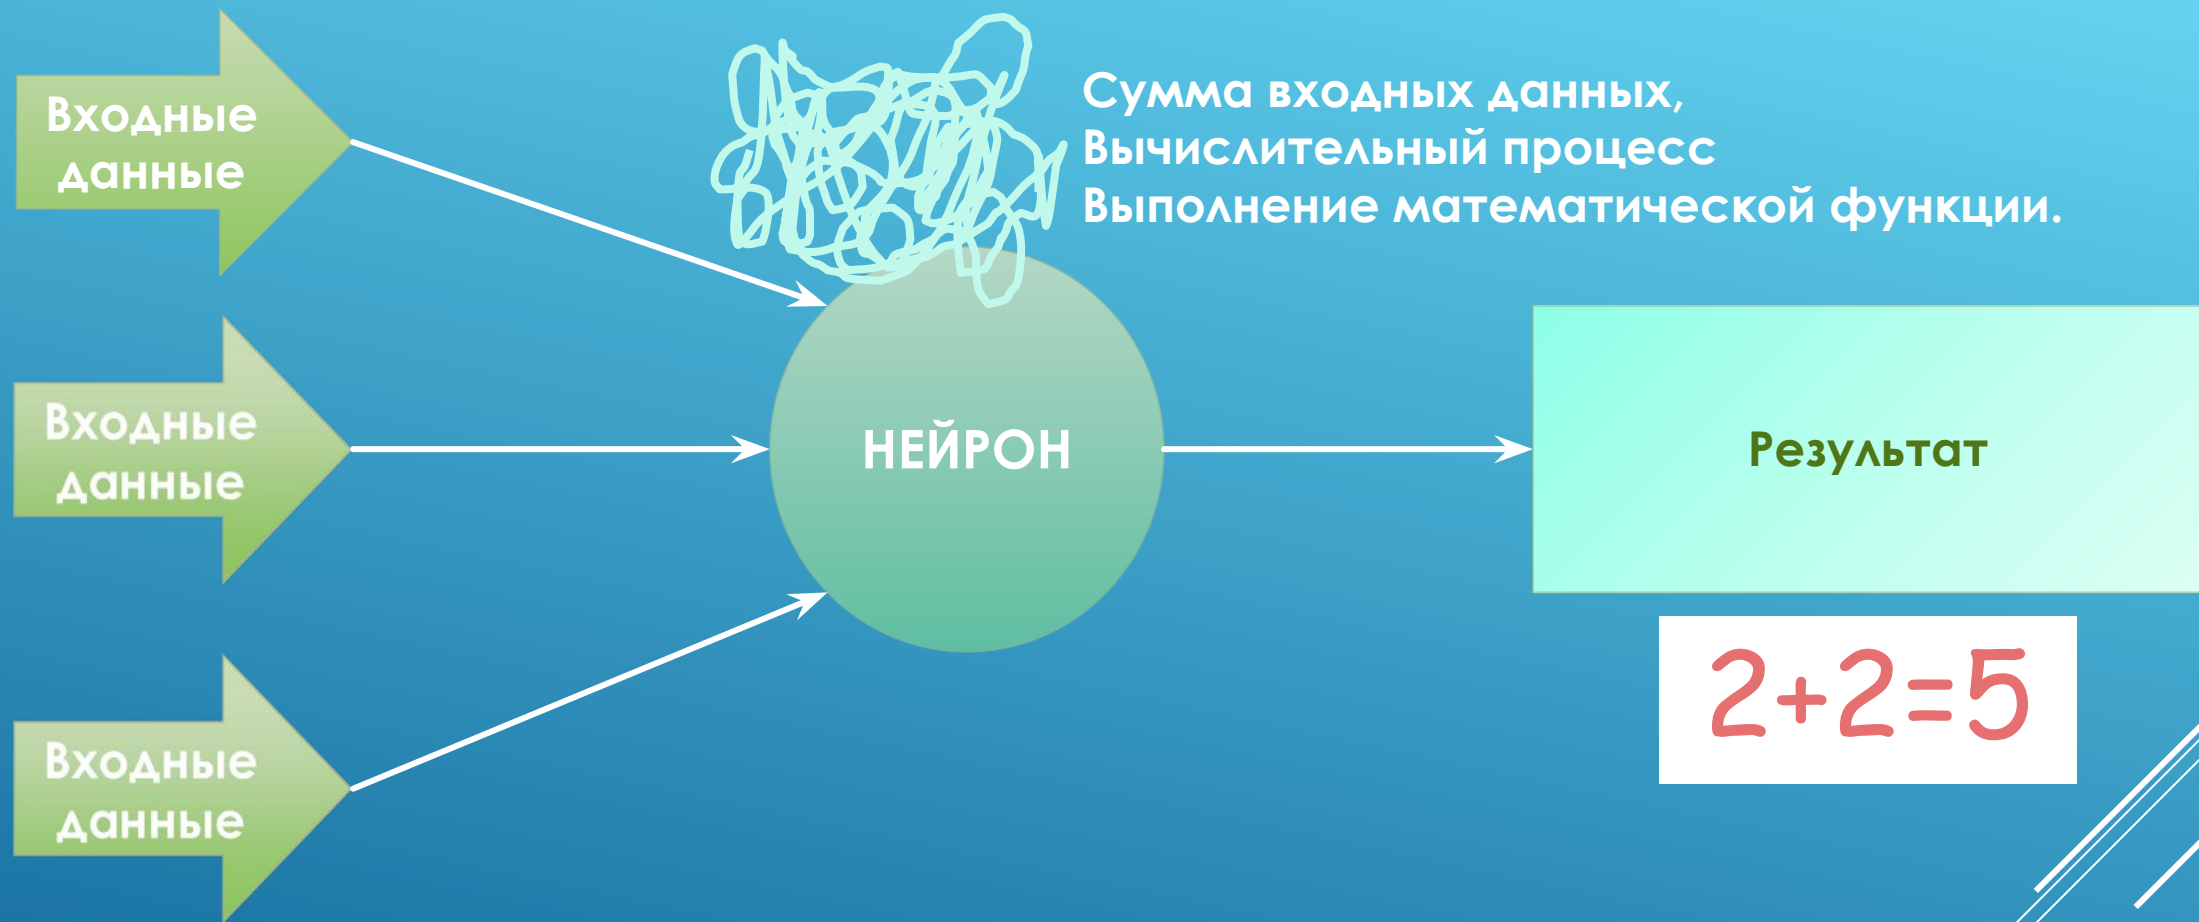 Входные
данные
Сумма входных данных,
Вычислительный процесс
Выполнение математической функции.
Входные
данные
НЕЙРОН
Результат
2+2=5
Входные
данные